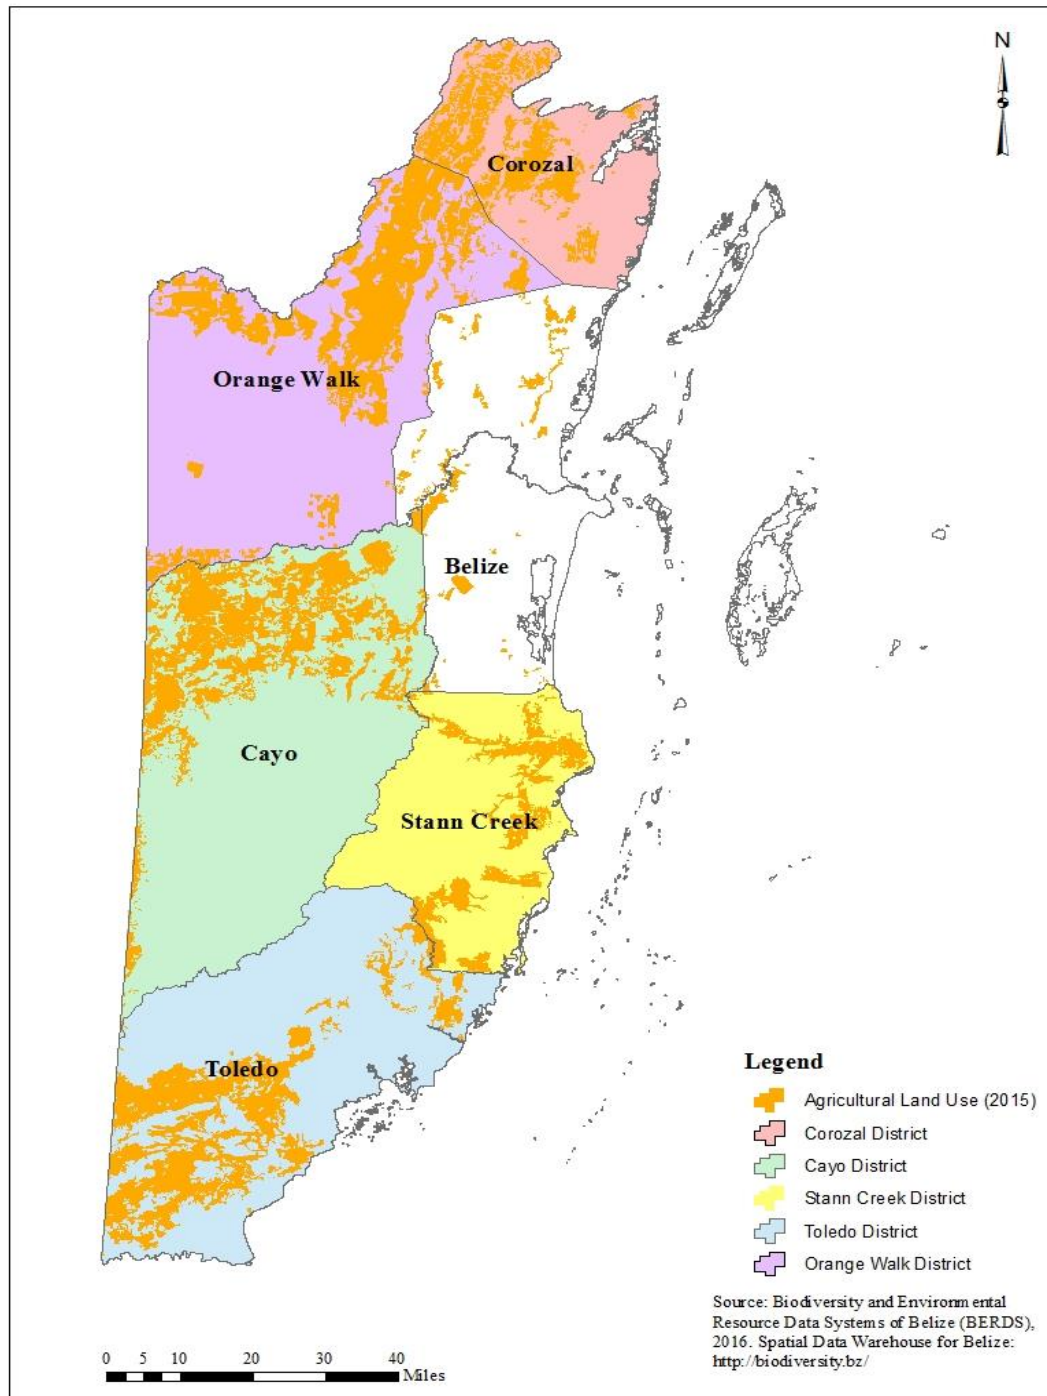 N
Corozal
Orange Walk
Belize
Cayo
Stann Creek
Toledo
Legend
Agricultural Land Use (2015)
Corozal District
Cayo District
Stann Creek District
Toledo District
Orange Walk District
Source: Biodiversity and Environmental
Resource Data Systems of Belize (BERDS),
2016. Spatial Data Warehouse for Belize:
http://biodiversity.bz/
0 5 10 20 30 40
Miles